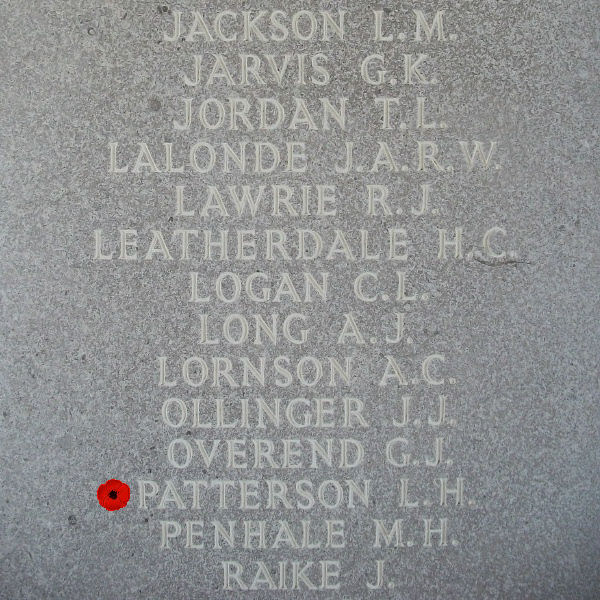 JACKSON L.M.
JARVIS G.K.
JORDAN T.L.
LALONDE J.A.R.W.
LAWRIE R.J.
LEATHERDALE H.C.
LOGAN C.L.
LONG A.J.
LORNSON A.C.
OLLINGER J.J.
OVEREND G.J.
PATTERSON L.H.
PENHALE M.H.
RAIKE J.